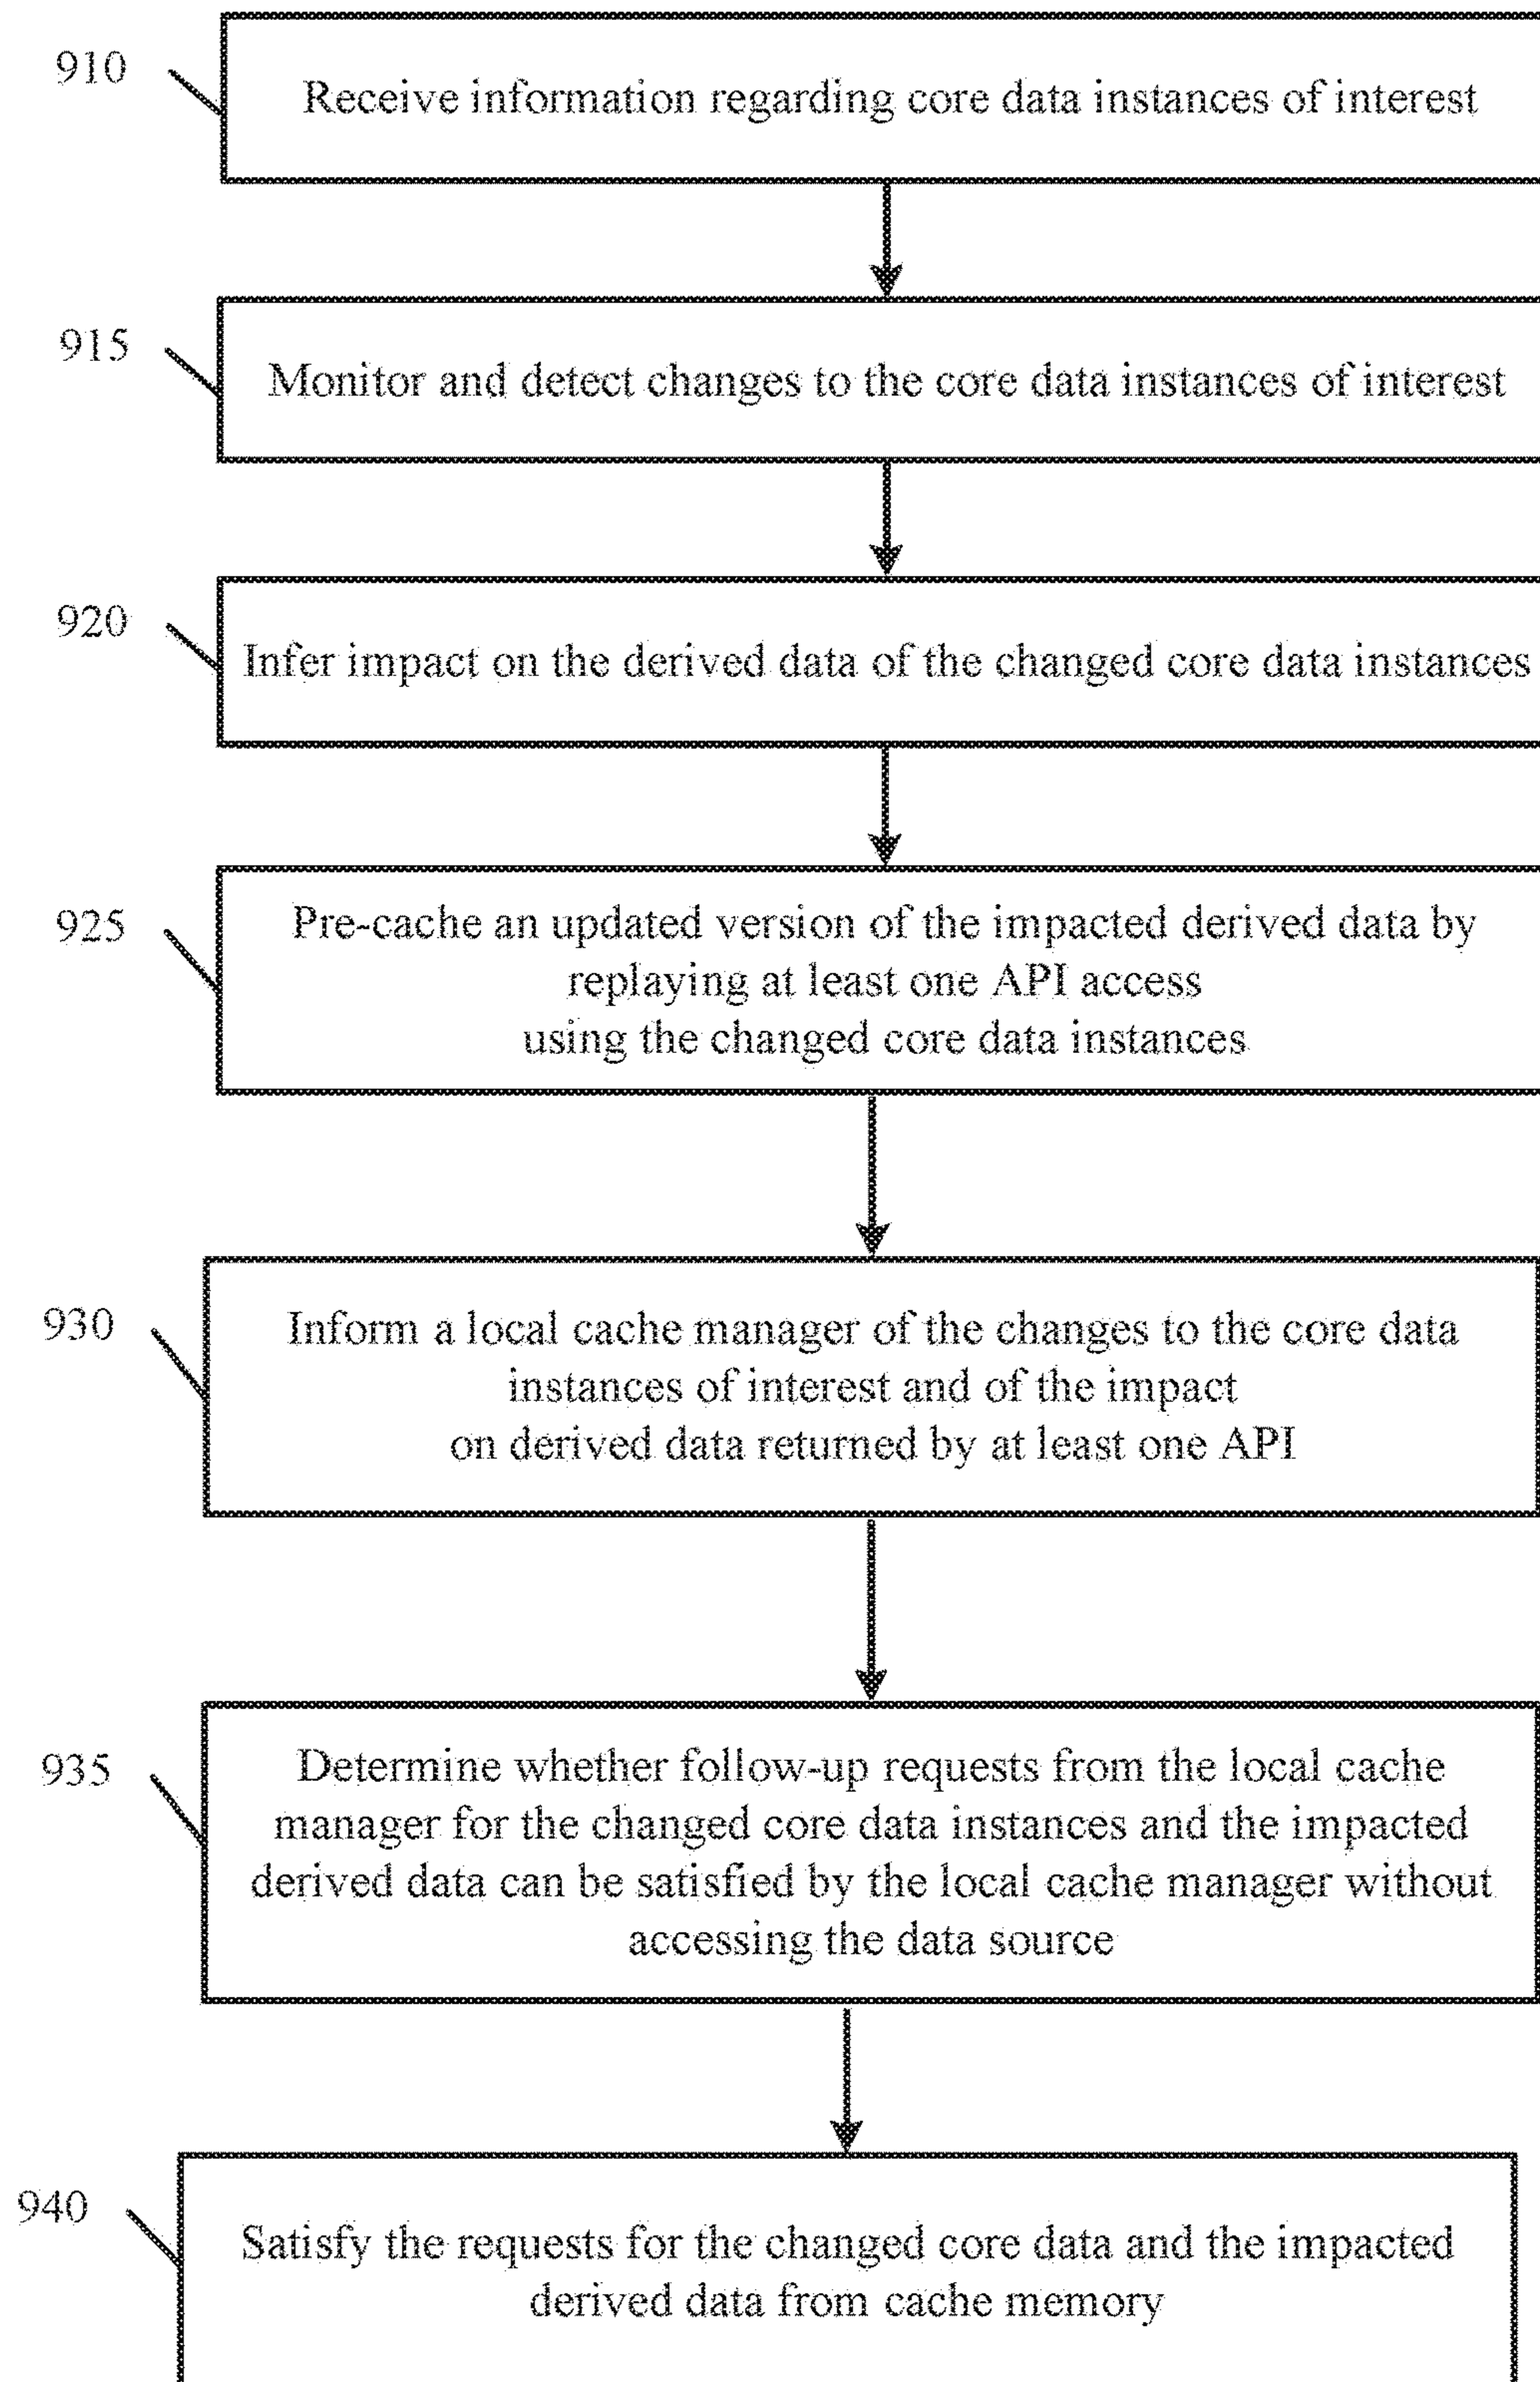 910
Receive information regarding core data instances of interest
915
Monitor and detect changes to the core data instances of interest
920
Infer impact on the derived data of the changed core data instances
925
Pre-cache an updated version of the impacted derived data by
replaying at least one API access
using the changed core data instances
930
Inform a local cache manager of the changes to the core data
instances of interest and of the impact
on derived data returned by at least one API
935
Determine whether follow-up requests from the local cache
manager for the changed core data instances and the impacted
derived data can be satisfied by the local cache manager without
accessing the data source
940
Satisfy the requests for the changed core data and the impacted
derived data from cache memory